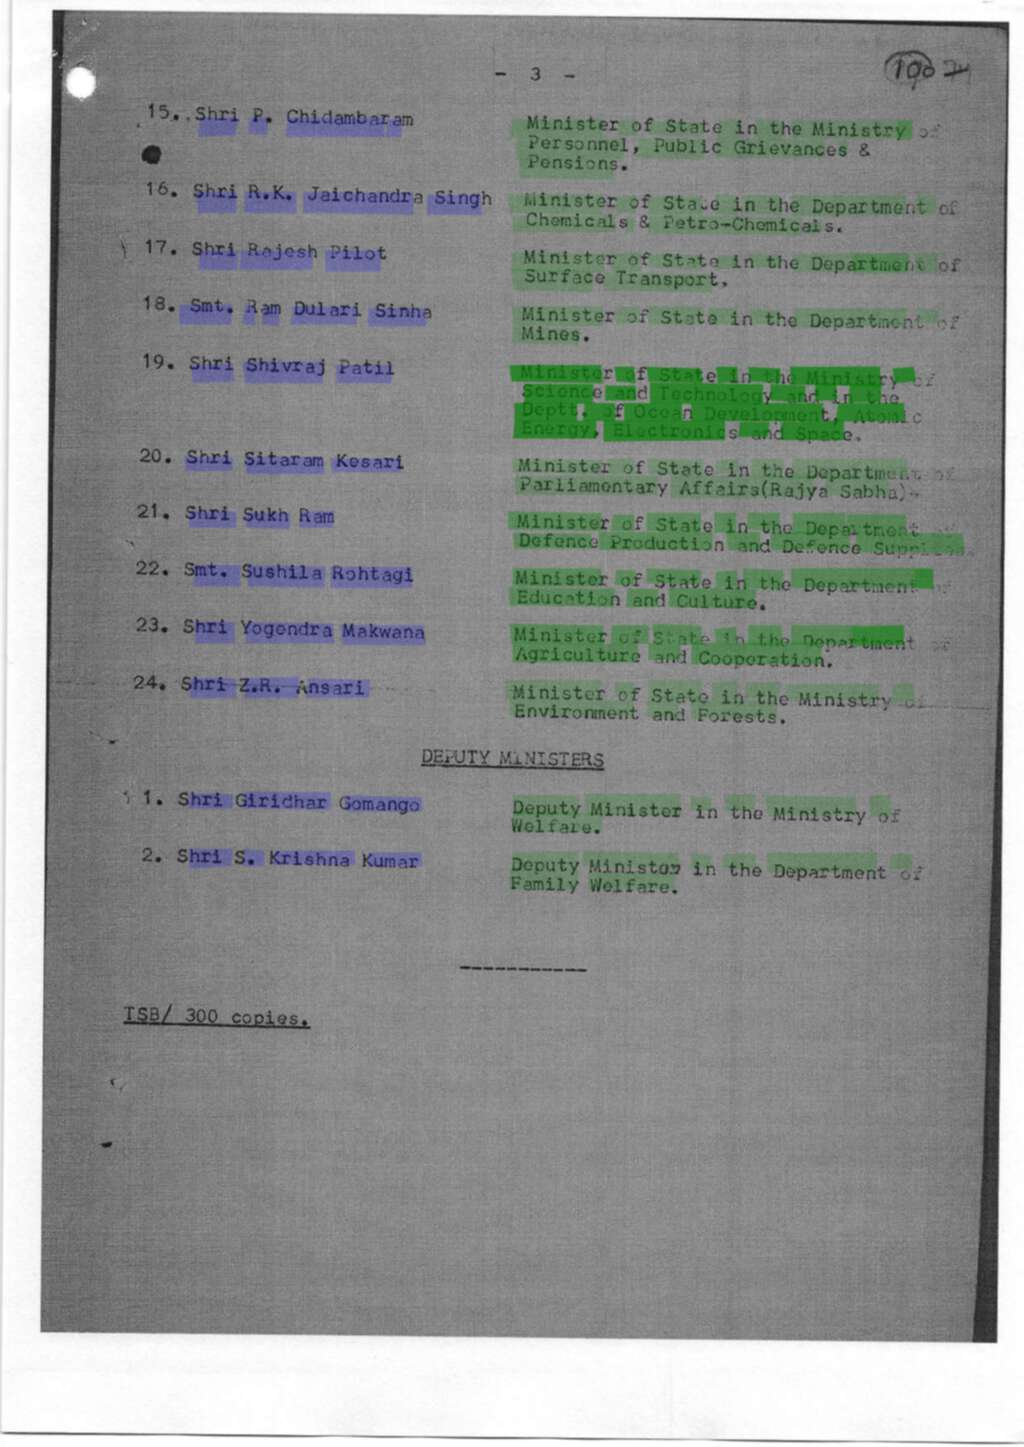 - 3 -
15. Shri P. Chidambaram Minister of State in the Ministry of
Personnel, Public Grievances &
Pensions.
16. Shri R.K. Jaichandra Singh Minister of State in the Department of
Chemicals & Petro-Chemicals.
17. Shri Rajesh Pilot Minister of State in the Department of
Surface Transport.
18. Smt. Ram Dulari Sinha Minister of State in the Department of
Mines.
19. Shri Shivraj Patil Minister of State in the Ministry of
Science and Technology and in the
Deptt. of Ocean Development, Atomic
Energy, Electronics and Space.
20. Shri Sitaram Kesari Minister of State in the Department of
Parliamentary Affairs(Rajya Sabha).
21. Shri Sukh Ram Minister of State in the Department of
Defence Production and Defence Supplies.
22. Smt. Sushila Rohtagi Minister of State in the Department of
Education and Culture.
23. Shri Yogendra Makwana Minister of State in the Department of
Agriculture and Cooperation.
24. Shri Z.R. Ansari Minister of State in the Ministry of
Environment and Forests.
DEPUTY MINISTERS
1. Shri Giridhar Gomango Deputy Minister in the Ministry of
Welfare.
2. Shri S. Krishna Kumar Deputy Minister in the Department of
Family Welfare.
------------
TSB/ 300 copies.